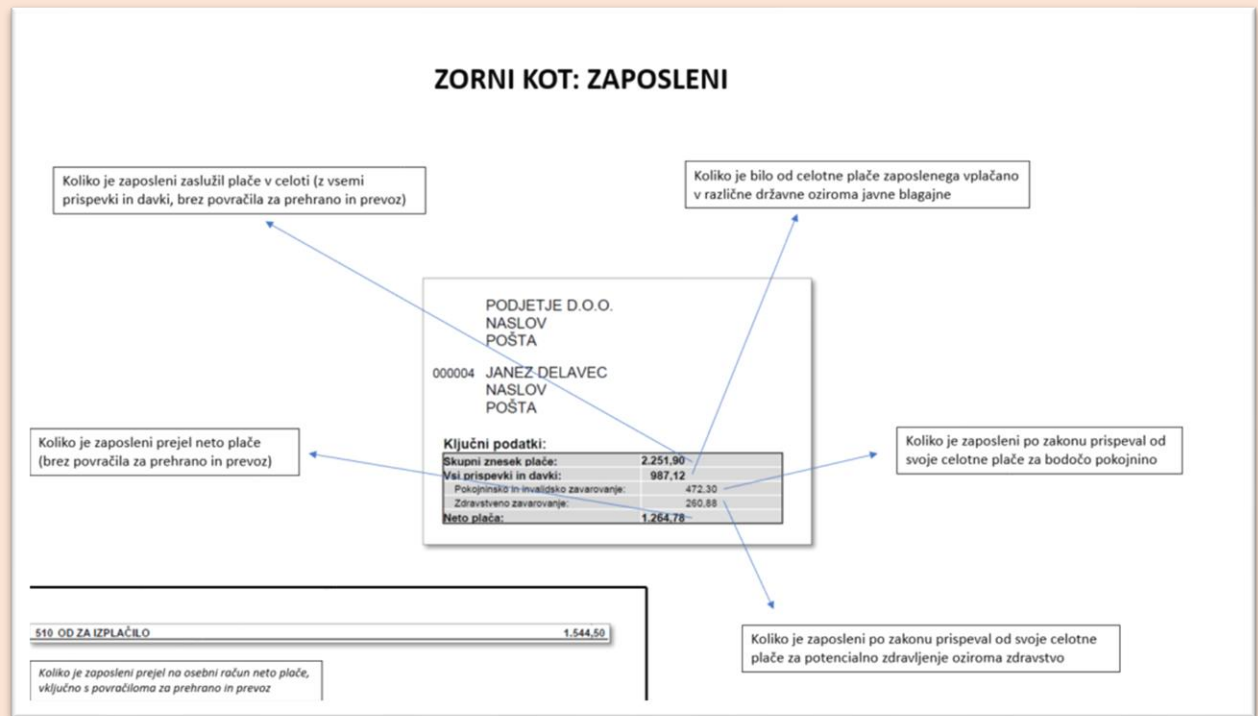 ZORNI KOT: ZAPOSLENI
Koliko je zaposleni zaslužil plače v celoti (z vsemi
prispevki in davki, brez povračila za prehrano in prevoz)
Koliko je bilo od celotne plače zaposlenega vplačano
v različne državne oziroma javne blagajne
PODJETJE D.O.O.
NASLOV
POŠTA
000004 JANEZ DELAVEC
NASLOV
POŠTA
Koliko je zaposleni prejel neto plače
(brez povračila za prehrano in prevoz)
Ključni podatki:
Skupni znesek plače: 2.251,90
Vsi prispevki in davki: 987,12
Pokojninsko in invalidsko zavarovanje: 472,30
Zdravstveno zavarovanje: 260,88
Neto plača: 1.264,78
Koliko je zaposleni po zakonu prispeval od
svoje celotne plače za bodočo pokojnino
510 OD ZA IZPLAČILO 1.544,50
Koliko je zaposleni prejel na osebni račun neto plače,
vključno s povračiloma za prehrano in prevoz
Koliko je zaposleni po zakonu prispeval od svoje celotne
plače za potencialno zdravljenje oziroma zdravstvo